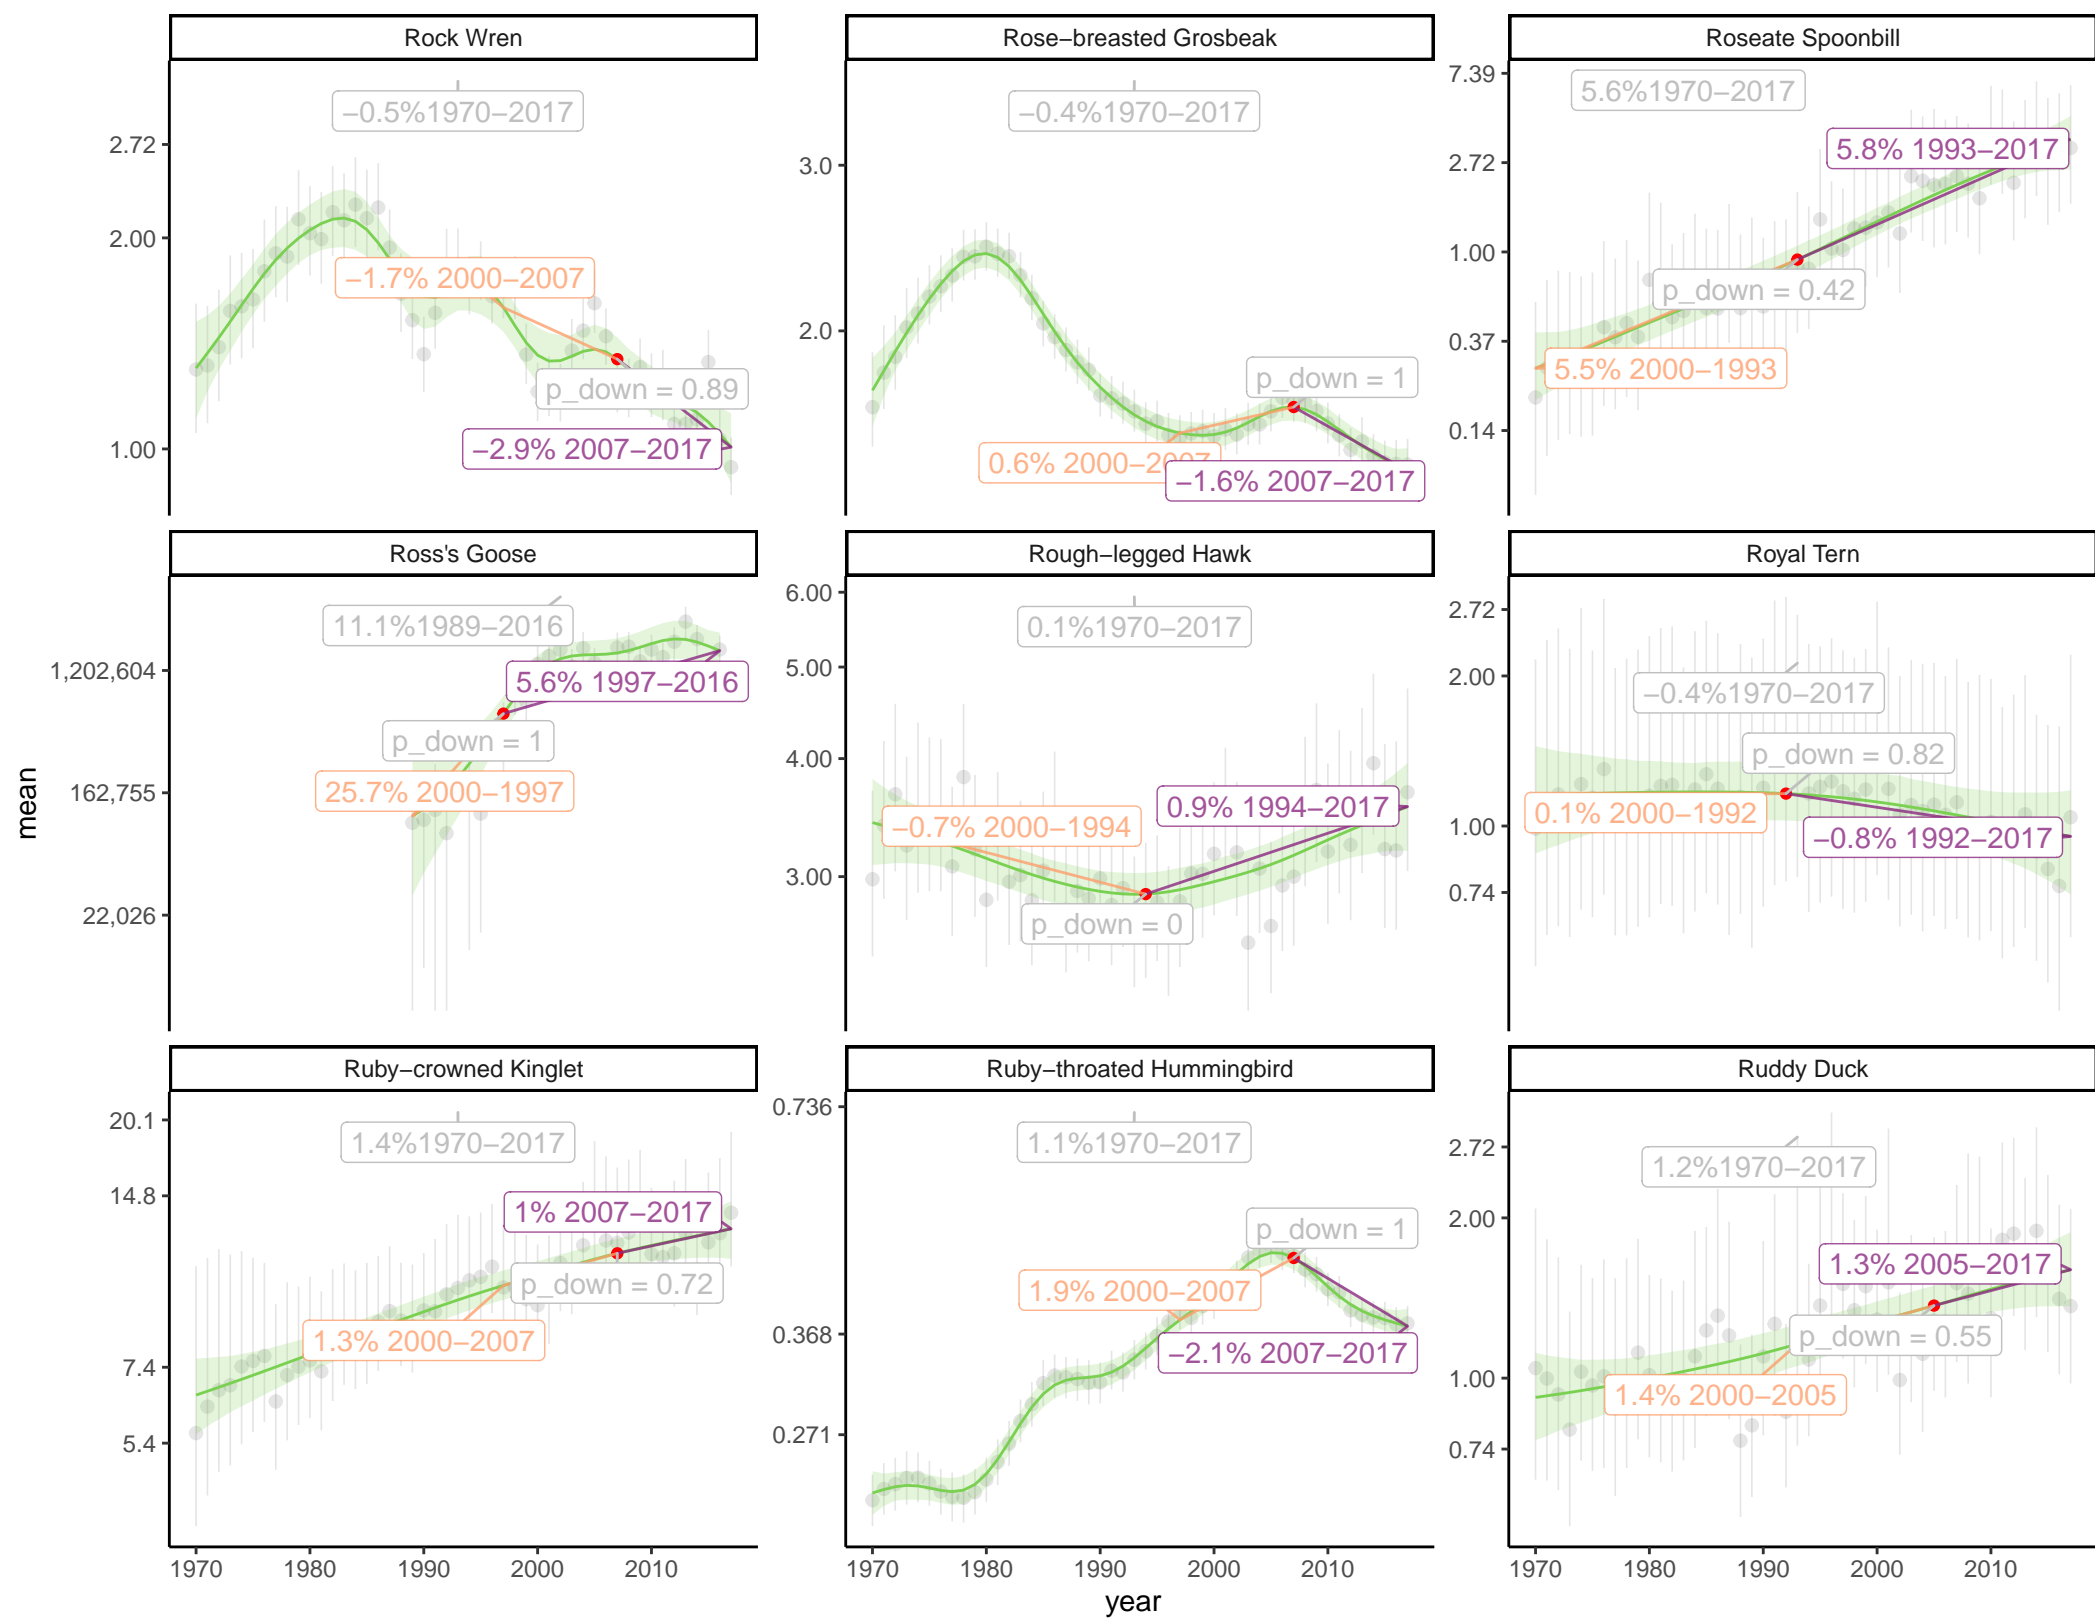 Rock Wren
−0.5%1970−2017
2.72
2.00
−1.7% 2000−2007
p_down = 0.89
−2.9% 2007−2017
1.00
Rose−breasted Grosbeak
−0.4%1970−2017
3.0
2.0
p_down = 1
0.6% 2000−2007
−1.6% 2007−2017
Roseate Spoonbill
7.39
5.6%1970−2017
5.8% 1993−2017
2.72
1.00
p_down = 0.42
0.37
5.5% 2000−1993
0.14
Ross's Goose
11.1%1989−2016
1,202,604
5.6% 1997−2016
p_down = 1
25.7% 2000−1997
162,755
22,026
Rough−legged Hawk
6.00
0.1%1970−2017
5.00
4.00
0.9% 1994−2017
−0.7% 2000−1994
3.00
p_down = 0
Royal Tern
2.72
2.00
−0.4%1970−2017
p_down = 0.82
0.1% 2000−1992
1.00
−0.8% 1992−2017
0.74
Ruby−crowned Kinglet
20.1
1.4%1970−2017
14.8
1% 2007−2017
p_down = 0.72
1.3% 2000−2007
7.4
5.4
1970 1980 1990 2000 2010
Ruby−throated Hummingbird
0.736
1.1%1970−2017
p_down = 1
1.9% 2000−2007
0.368
−2.1% 2007−2017
0.271
1970 1980 1990 2000 2010
Ruddy Duck
2.72
1.2%1970−2017
2.00
1.3% 2005−2017
p_down = 0.55
1.00
1.4% 2000−2005
0.74
1970 1980 1990 2000 2010
mean
year